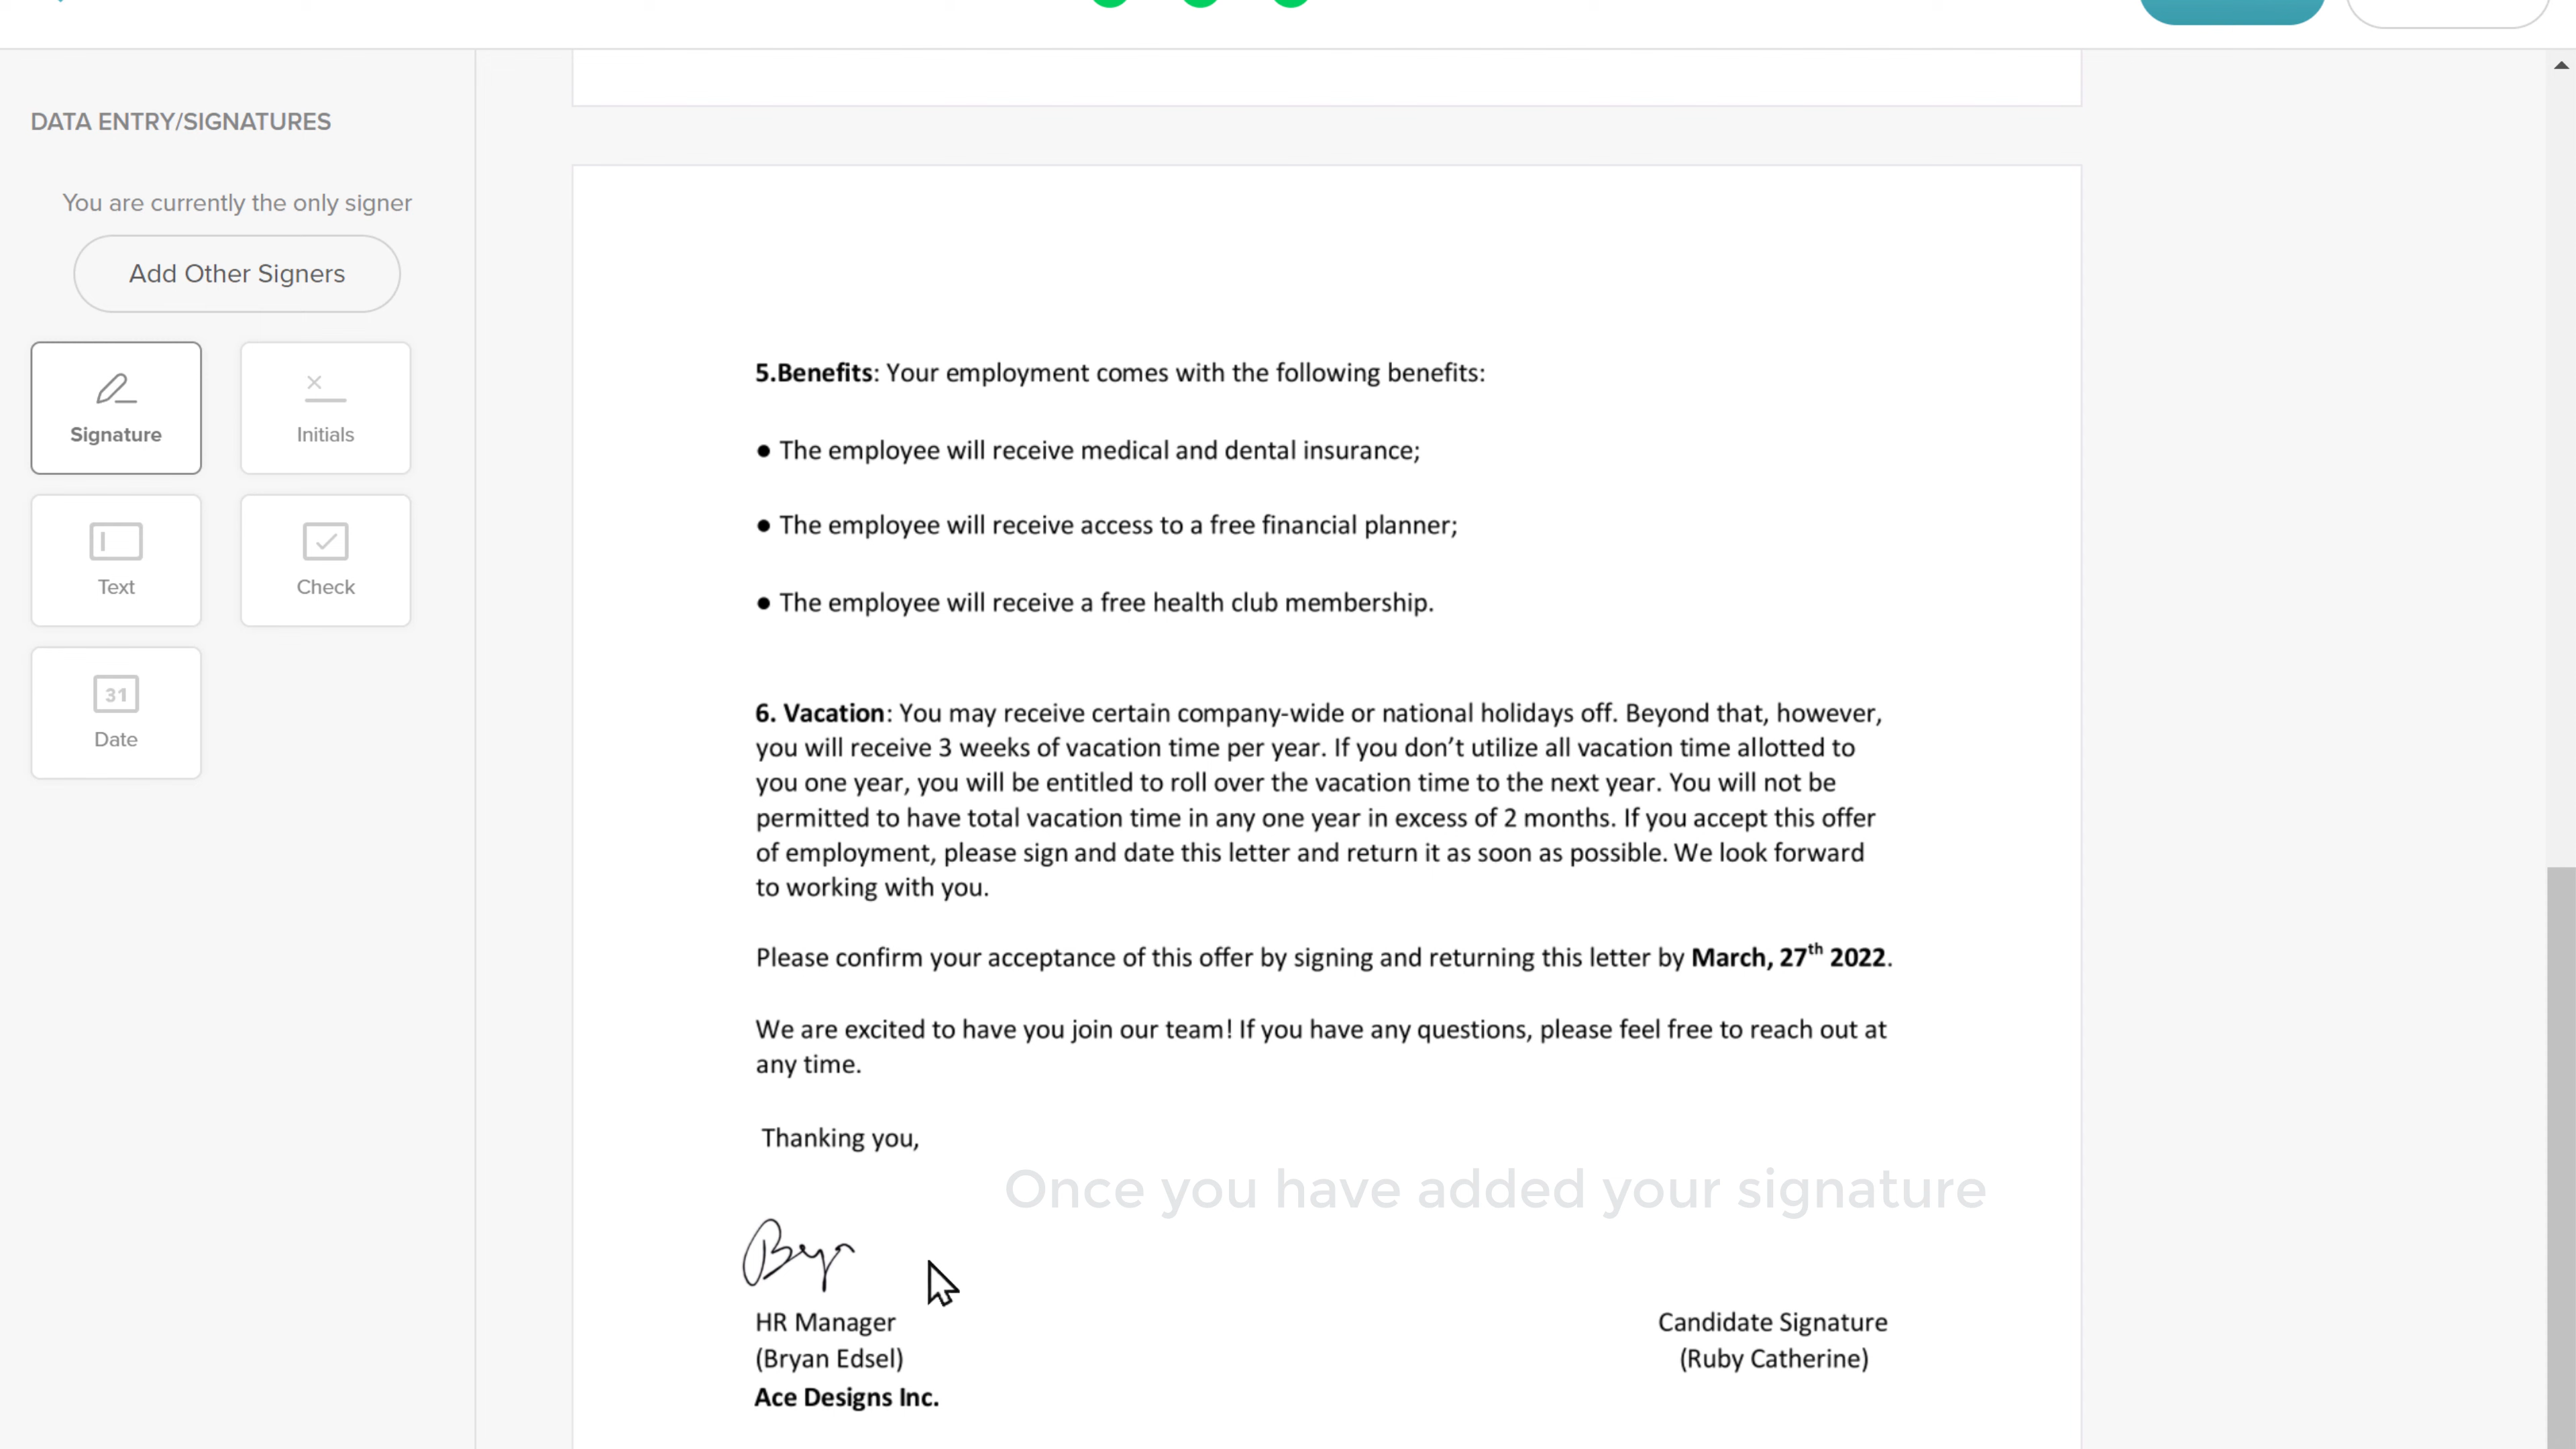 DATA ENTRY/SIGNATURES
You are currently the only signer
Add Other Signers
Signature
Initials
Text
Check
31
Date
5.Benefits: Your employment comes with the following benefits:
● The employee will receive medical and dental insurance;
● The employee will receive access to a free financial planner;
● The employee will receive a free health club membership.
6. Vacation: You may receive certain company-wide or national holidays off. Beyond that, however,
you will receive 3 weeks of vacation time per year. If you don’t utilize all vacation time allotted to
you one year, you will be entitled to roll over the vacation time to the next year. You will not be
permitted to have total vacation time in any one year in excess of 2 months. If you accept this offer
of employment, please sign and date this letter and return it as soon as possible. We look forward
to working with you.
Please confirm your acceptance of this offer by signing and returning this letter by March, 27th 2022.
We are excited to have you join our team! If you have any questions, please feel free to reach out at
any time.
Thanking you,
Once you have added your signature
HR Manager
(Bryan Edsel)
Ace Designs Inc.
Candidate Signature
(Ruby Catherine)